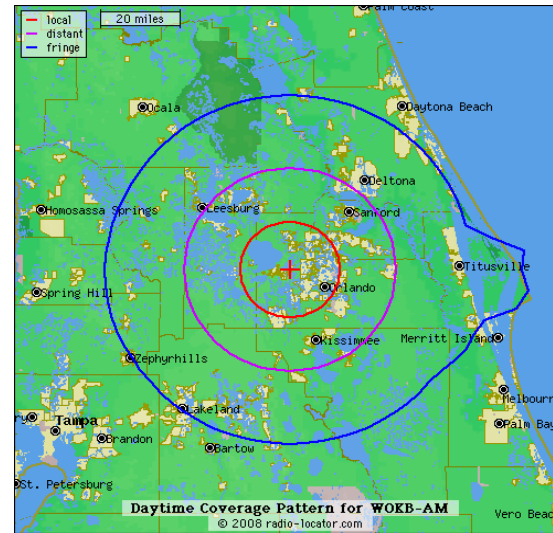 local
distant
fringe
20 miles
Palm Coast
Ocala
Daytona Beach
Deltona
Homosassa Springs
Leesburg
Sanford
Titusville
Spring Hill
Orlando
Kissimmee
Merritt Island
Zephyrhills
Melbourn
Lakeland
Tampa
Palm Bay
Brandon
Bartow
St. Petersburg
Daytime Coverage Pattern for WOKB-AM
© 2008 radio-locator.com
Vero Beac